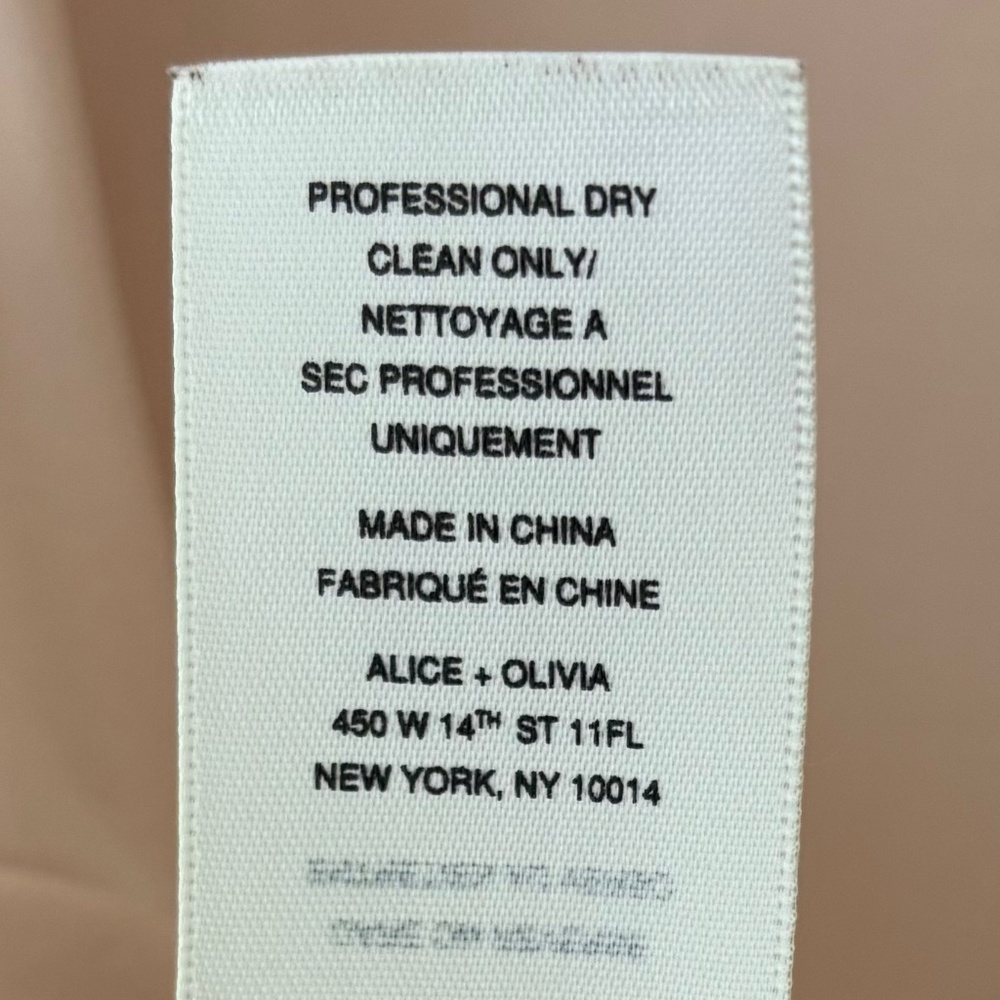 PROFESSIONAL DRY
CLEAN ONLY/
NETTOYAGE A
SEC PROFESSIONNEL
UNIQUEMENT
MADE IN CHINA
FABRIQUÉ EN CHINE
ALICE + OLIVIA
450 W 14TH ST 11FL
NEW YORK, NY 10014